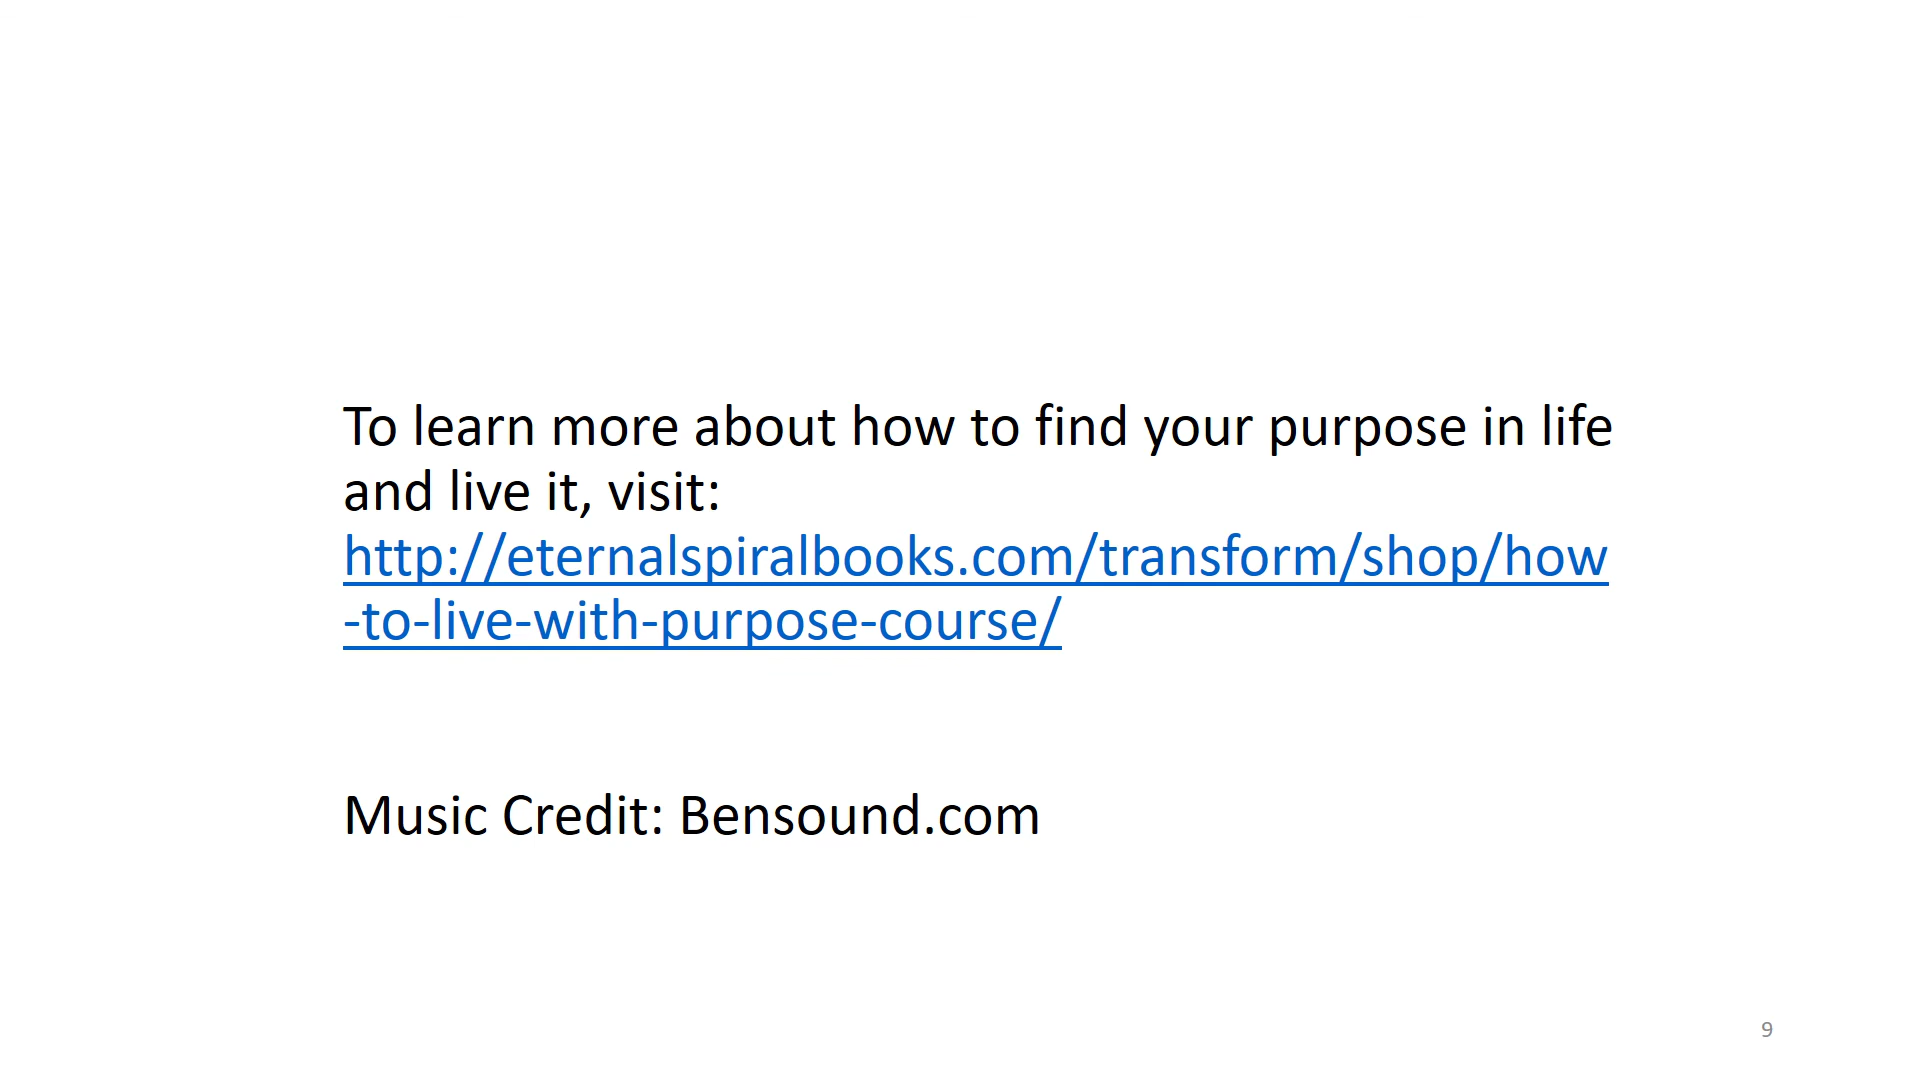 To learn more about how to find your purpose in life
and live it, visit:
http://eternalspiralbooks.com/transform/shop/how
-to-live-with-purpose-course/
Music Credit: Bensound.com
9